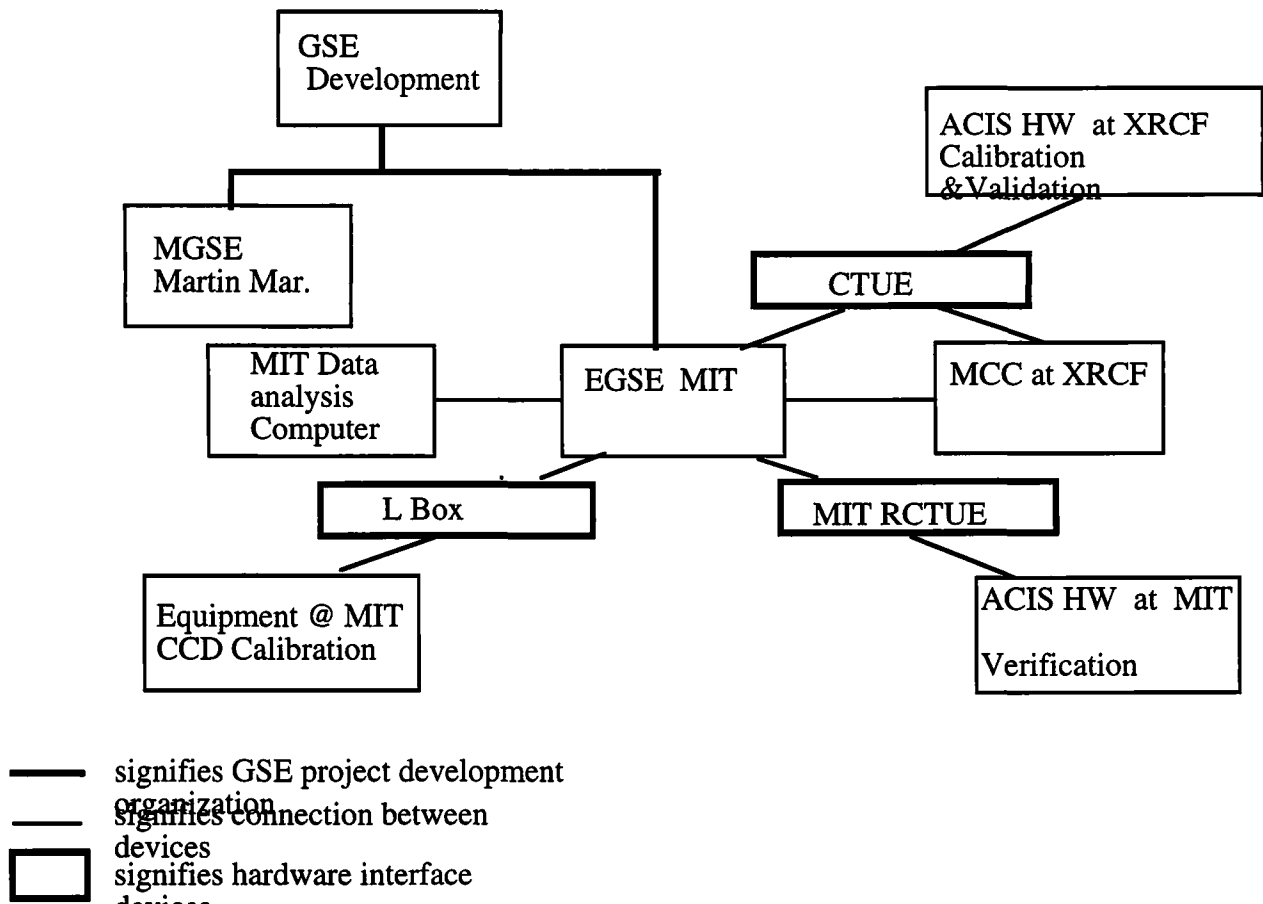 GSE
Development
ACIS HW at XRCF
Calibration
&Validation
MGSE
Martin Mar.
CTUE
MIT Data
analysis
Computer
EGSE MIT
MCC at XRCF
L Box
MIT RCTUE
Equipment @ MIT
CCD Calibration
ACIS HW at MIT
Verification
signifies GSE project development
organization
signifies connection between
devices
signifies hardware interface
devices